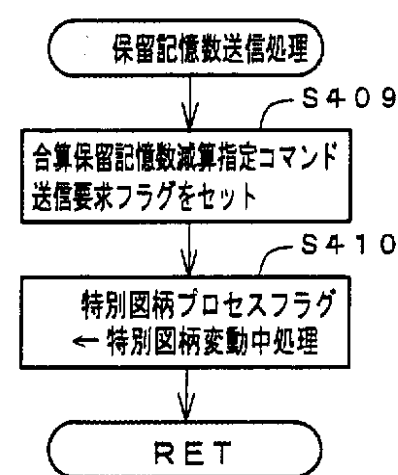 保留記憶数送信処理
S409
合算保留記憶数減算指定コマンド
送信要求フラグをセット
S410
特別図柄プロセスフラグ
←特別図柄変動中処理
RET